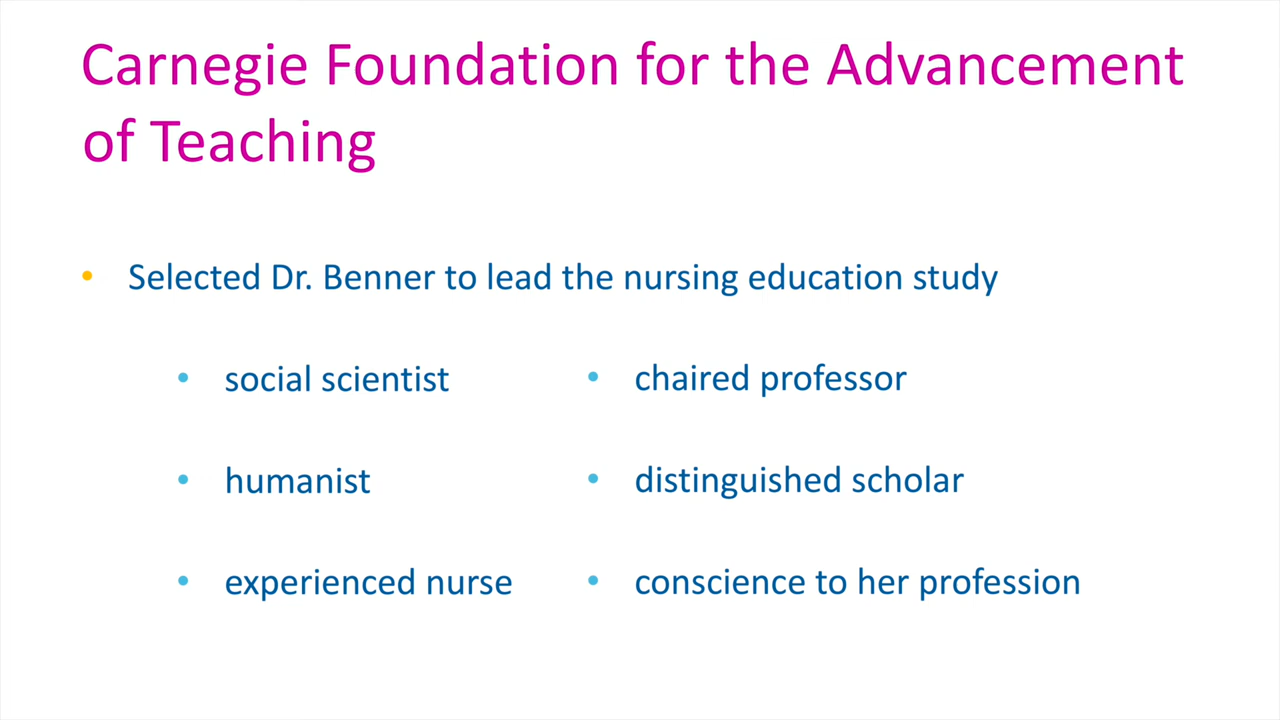 Carnegie Foundation for the Advancement
of Teaching
• Selected Dr. Benner to lead the nursing education study
• social scientist
• humanist
• experienced nurse
• chaired professor
• distinguished scholar
• conscience to her profession